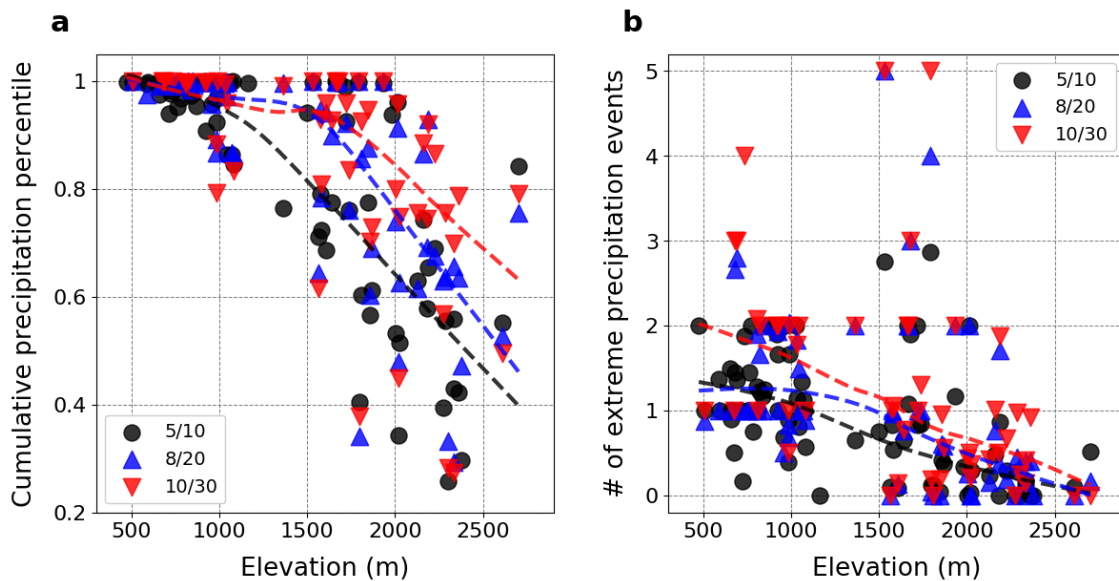 a
b
Cumulative precipitation percentile
1
0.8
0.6
0.4
0.2
5/10
8/20
10/30
500 1000 1500 2000 2500
Elevation (m)
# of extreme precipitation events
5
4
3
2
1
0
5/10
8/20
10/30
500 1000 1500 2000 2500
Elevation (m)